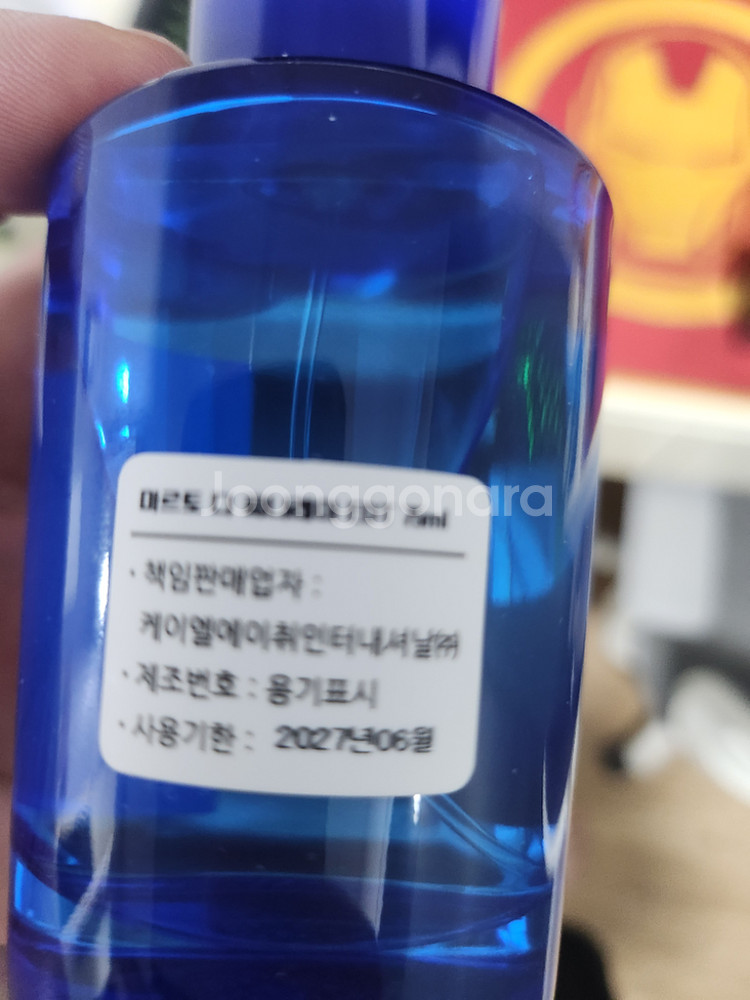 Joonggonara
75ml
· 책임판매업자 :
케이엘에이취인터내셔날㈜
· 제조번호 : 용기표시
· 사용기한 : 2027년06월